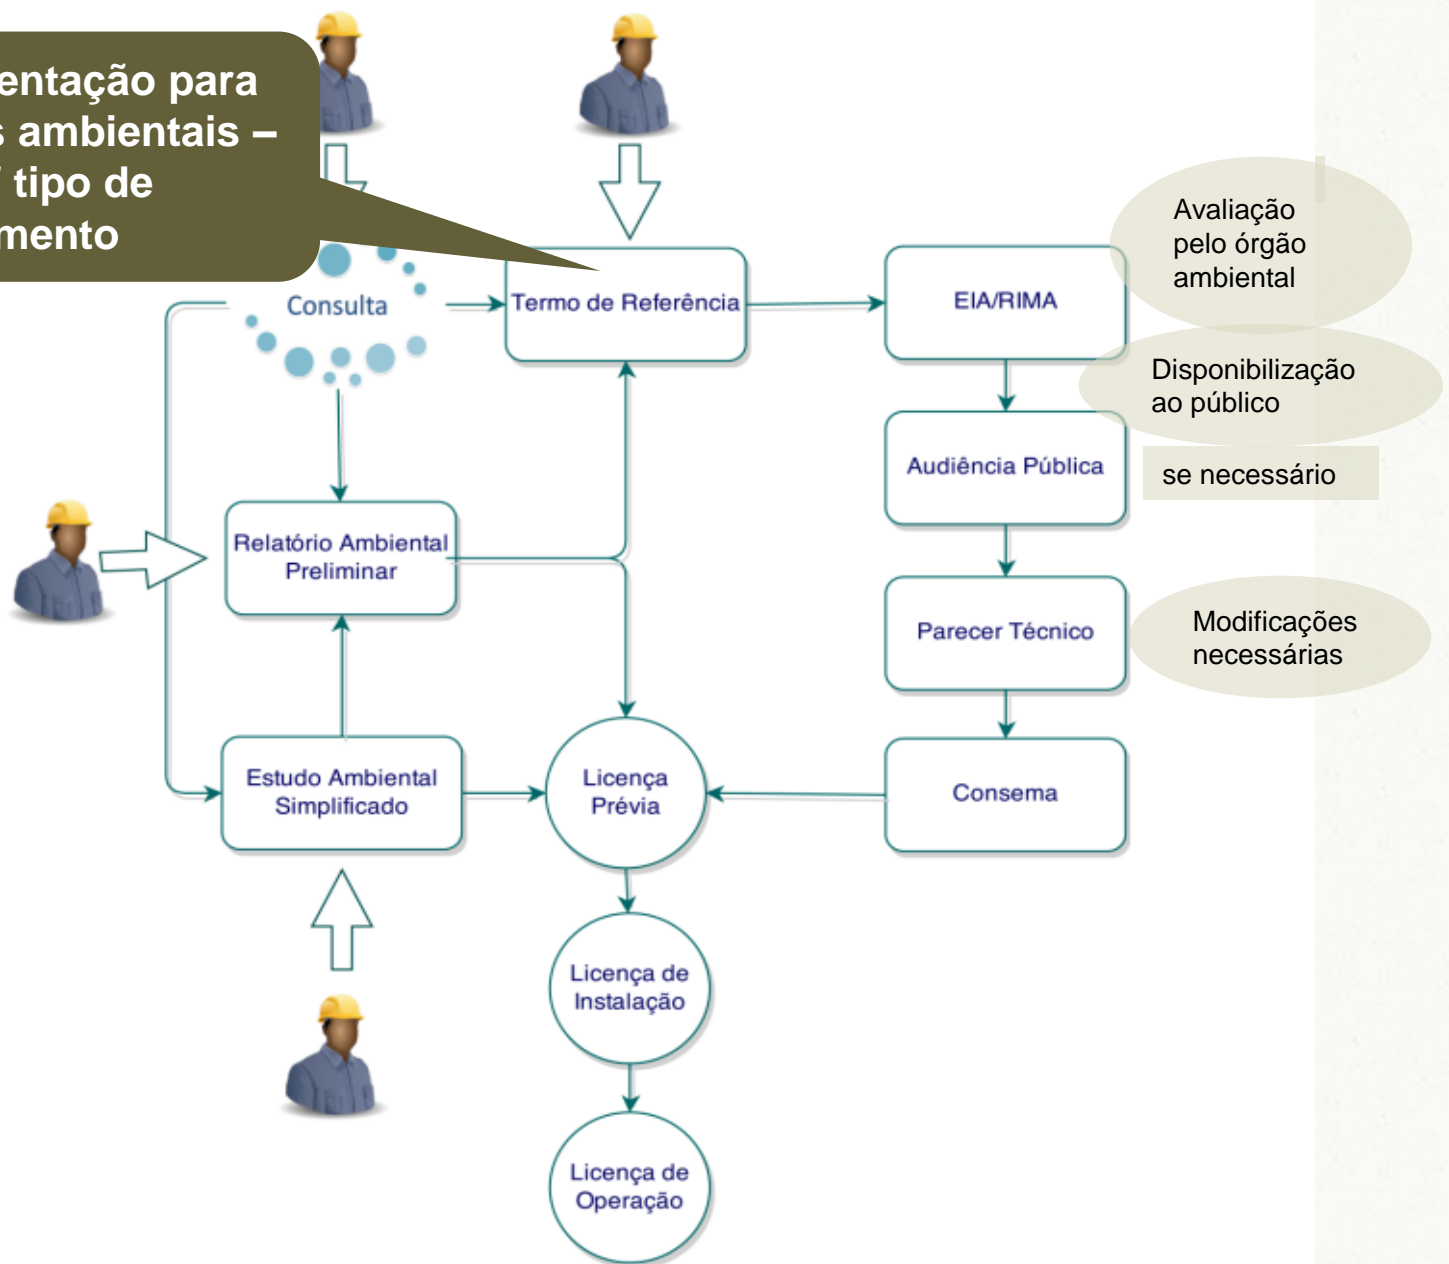 para
ambientais –
tipo de
Consulta
Termo de Referência
EIA/RIMA
Avaliação
pelo órgão
ambiental
Disponibilização
ao público
Audiência Pública
se necessário
Relatório Ambiental
Preliminar
Parecer Técnico
Modificações
necessárias
Estudo Ambiental
Simplificado
Licença
Prévia
Consema
Licença de
Instalação
Licença de
Operação